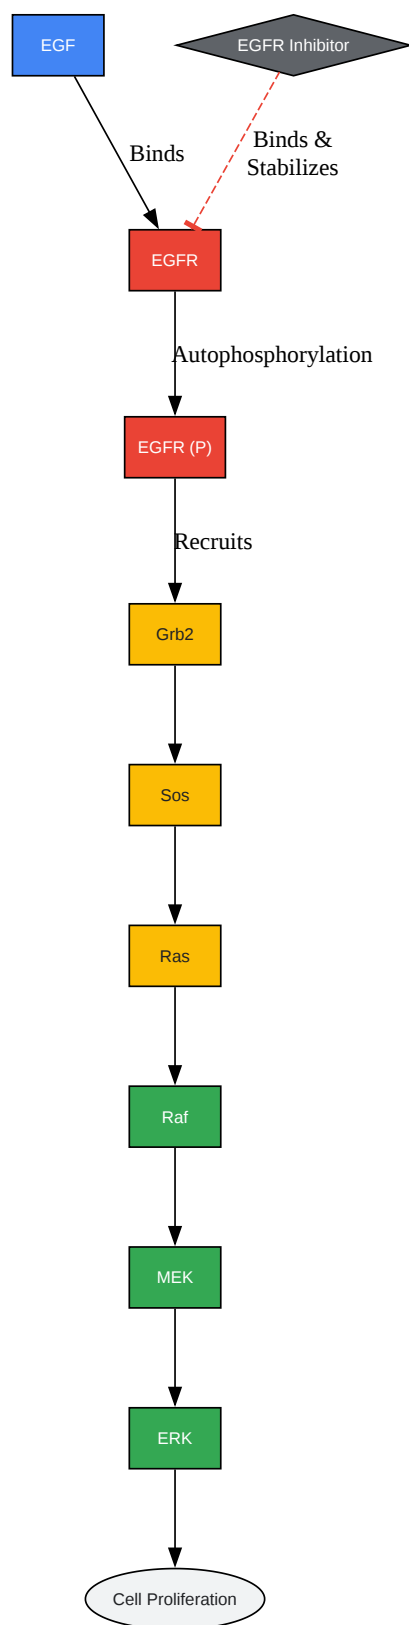 EGF
EGFR Inhibitor
Binds
Binds &
Stabilizes
EGFR
Autophosphorylation
EGFR (P)
Recruits
Grb2
Sos
Ras
Raf
MEK
ERK
Cell Proliferation